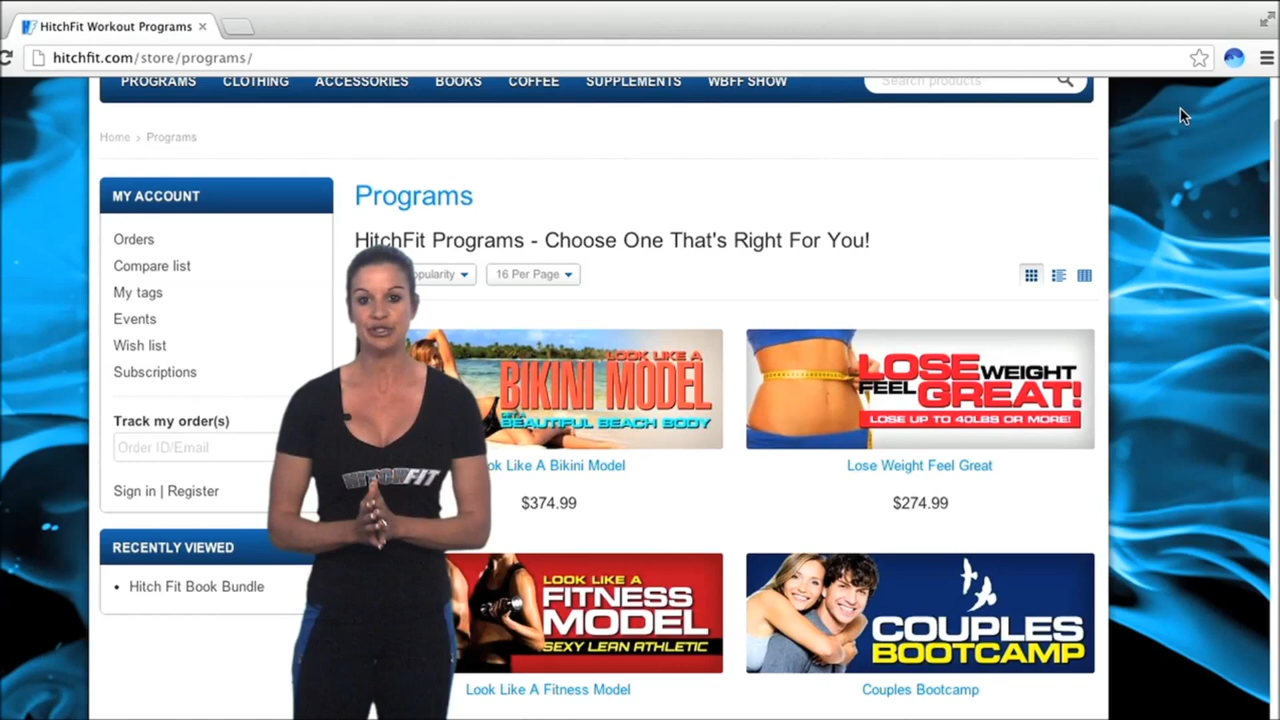 HitchFit Workout Programs
hitchfit.com/store/programs/
PROGRAMS CLOTHING ACCESSORIES BOOKS COFFEE SUPPLEMENTS WBFF SHOW Search products
Home > Programs
MY ACCOUNT
Orders
Compare list
My tags
Events
Wish list
Subscriptions
Track my order(s)
Order ID/Email
Sign in | Register
RECENTLY VIEWED
• Hitch Fit Book Bundle
Programs
HitchFit Programs - Choose One That's Right For You!
opularity 16 Per Page
LOOK LIKE A
BIKINI MODEL
BEAUTIFUL BEACH BODY
ok Like A Bikini Model
$374.99
LOSE WEIGHT
FEEL GREAT!
LOSE UP TO 40LBS OR MORE!
Lose Weight Feel Great
$274.99
HITCHFIT
LOOK LIKE A
FITNESS
MODEL
SEXY LEAN ATHLETIC
Look Like A Fitness Model
COUPLES
BOOTCAMP
Couples Bootcamp